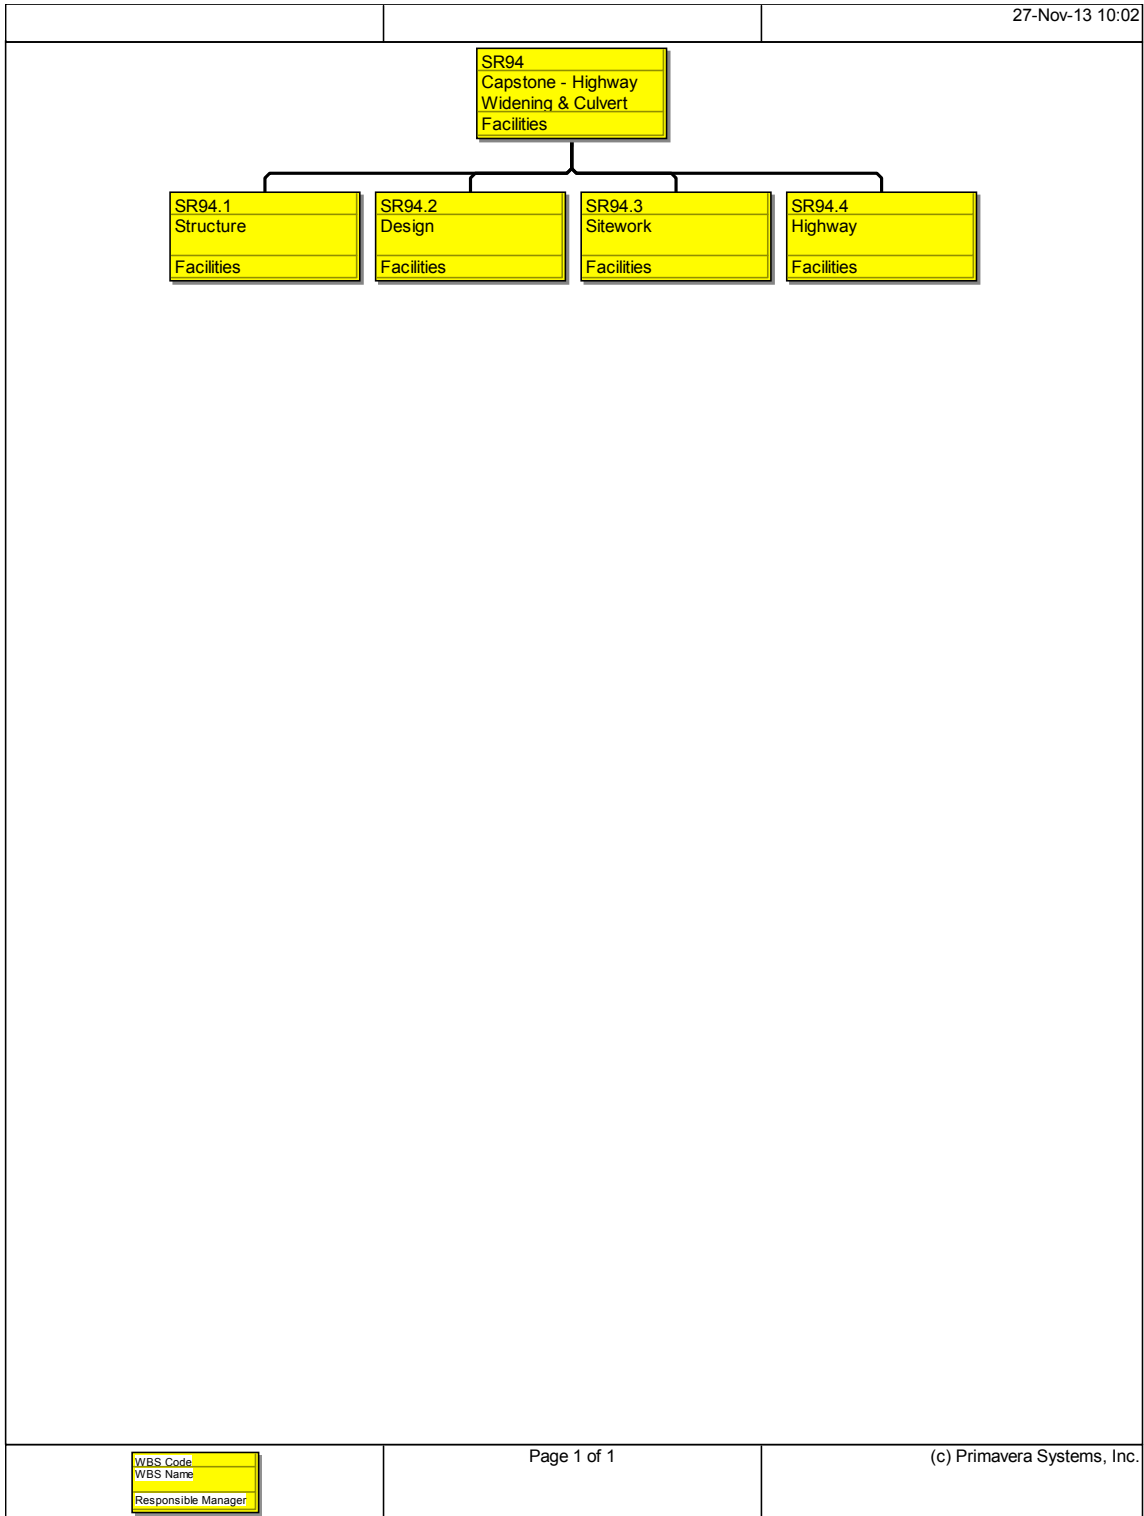 27-Nov-13 10:02
SR94
Capstone - Highway
Widening & Culvert
Facilities
SR94.1
Structure
Facilities
SR94.2
Design
Facilities
SR94.3
Sitework
Facilities
SR94.4
Highway
Facilities
WBS Code
WBS Name
Responsible Manager
Page 1 of 1
(c) Primavera Systems, Inc.